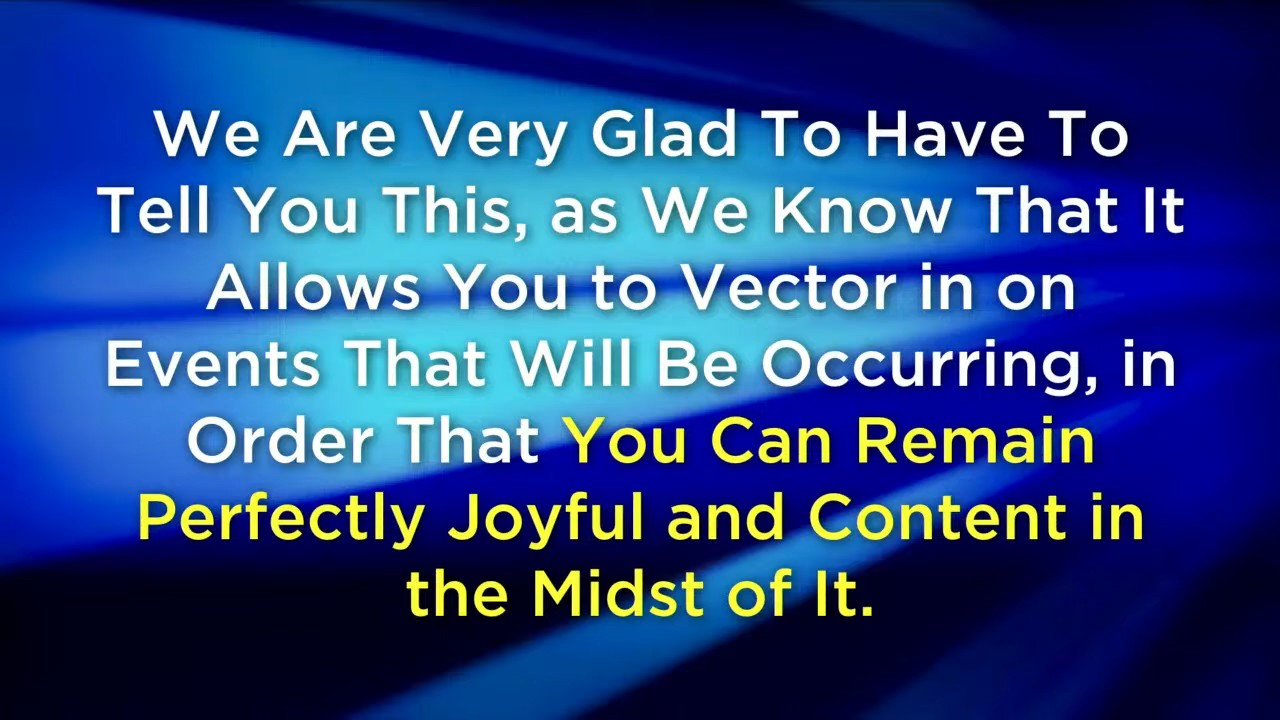 We Are Very Glad To Have To
Tell You This, as We Know That It
Allows You to Vector in on
Events That Will Be Occurring, in
Order That You Can Remain
Perfectly Joyful and Content in
the Midst of It.